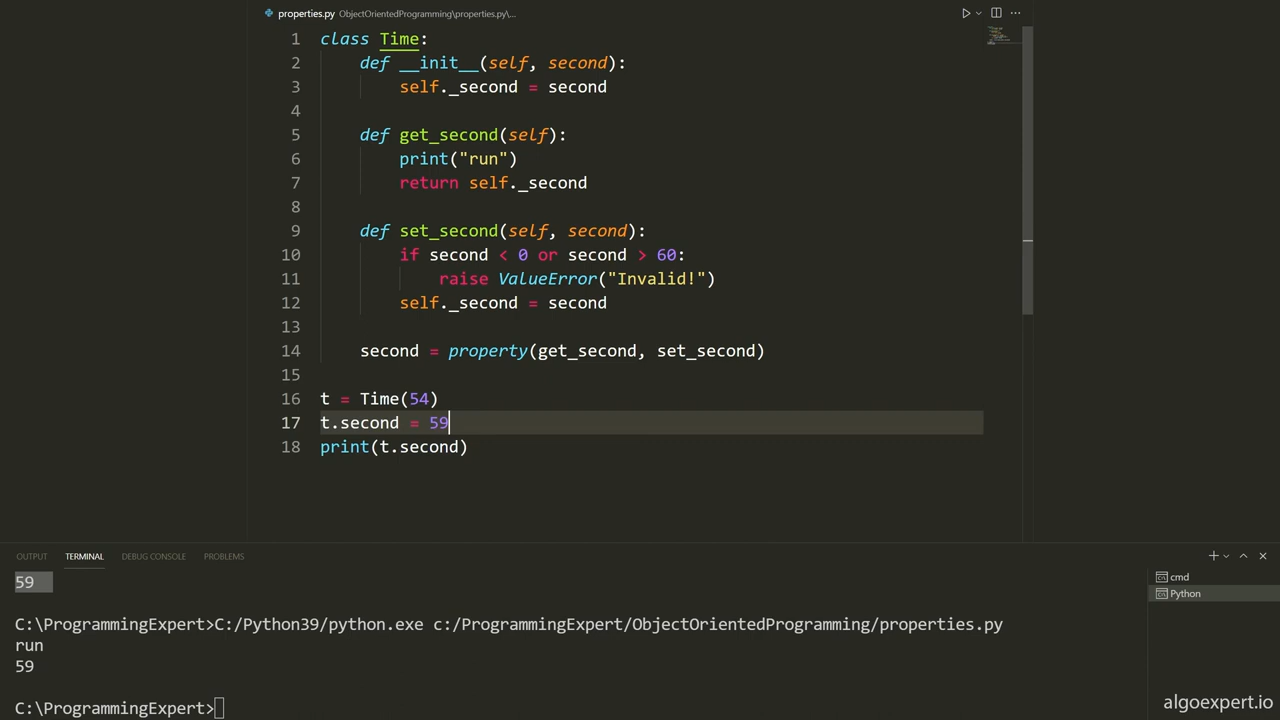 properties.py ObjectOrientedProgramming\properties.py\...
1 class Time:
2 def __init__(self, second):
3 self._second = second
4
5 def get_second(self):
6 print("run")
7 return self._second
8
9 def set_second(self, second):
10 if second < 0 or second > 60:
11 raise ValueError("Invalid!")
12 self._second = second
13
14 second = property(get_second, set_second)
15
16 t = Time(54)
17 t.second = 59
18 print(t.second)
OUTPUT TERMINAL DEBUG CONSOLE PROBLEMS
59
cmd
Python
C:\ProgrammingExpert>C:/Python39/python.exe c:/ProgrammingExpert/ObjectOrientedProgramming/properties.py
run
59
C:\ProgrammingExpert>
algoexpert.io